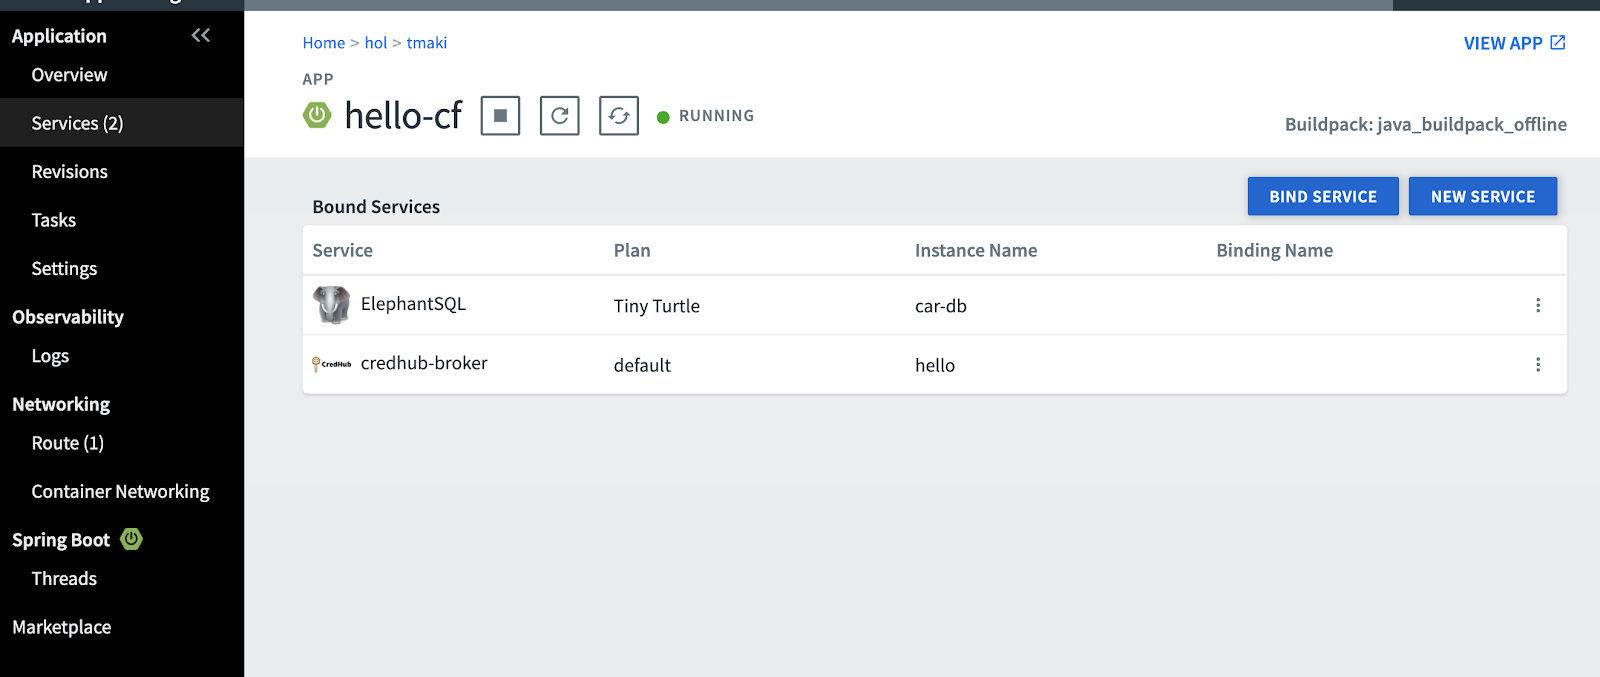 Application
Overview
Services (2)
Revisions
Tasks
Settings
Observability
Logs
Networking
Route (1)
Container Networking
Spring Boot
Threads
Marketplace
Home > hol > tmaki
VIEW APP
APP
hello-cf
RUNNING
Buildpack: java_buildpack_offline
Bound Services
BIND SERVICE
NEW SERVICE
Service Plan Instance Name Binding Name
ElephantSQL Tiny Turtle car-db
CredHub credhub-broker default hello